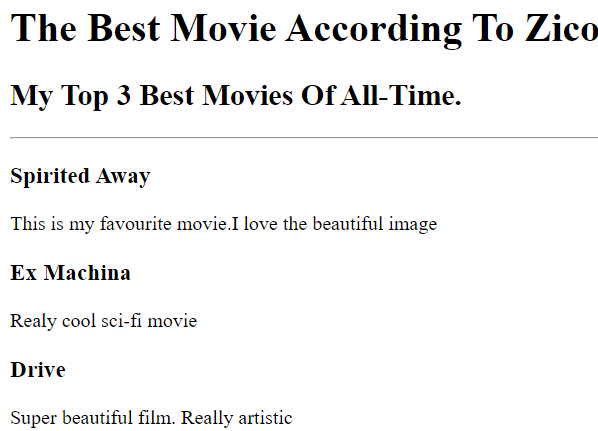 The Best Movie According To Zico
My Top 3 Best Movies Of All-Time.
Spirited Away
This is my favourite movie.I love the beautiful image
Ex Machina
Realy cool sci-fi movie
Drive
Super beautiful film. Really artistic